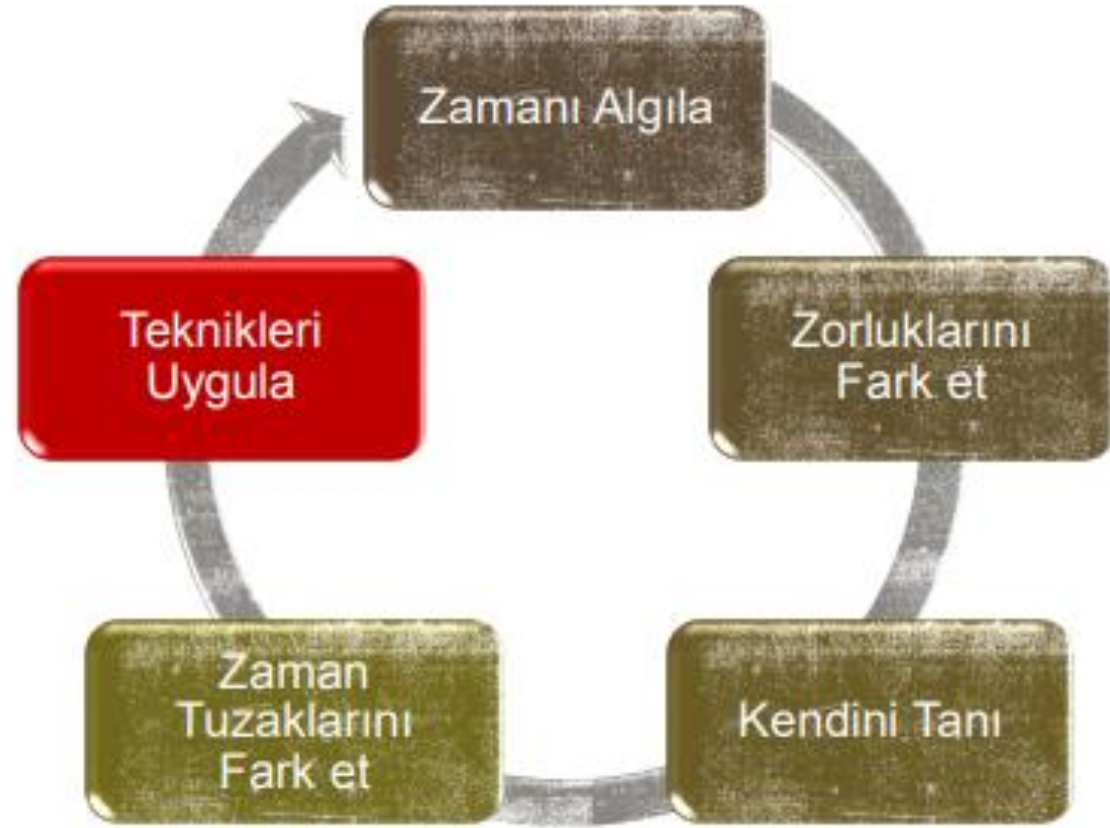 Zamanı Algıla
Zorluklarını
Fark et
Kendini Tanı
Zaman
Tuzaklarını
Fark et
Teknikleri
Uygula